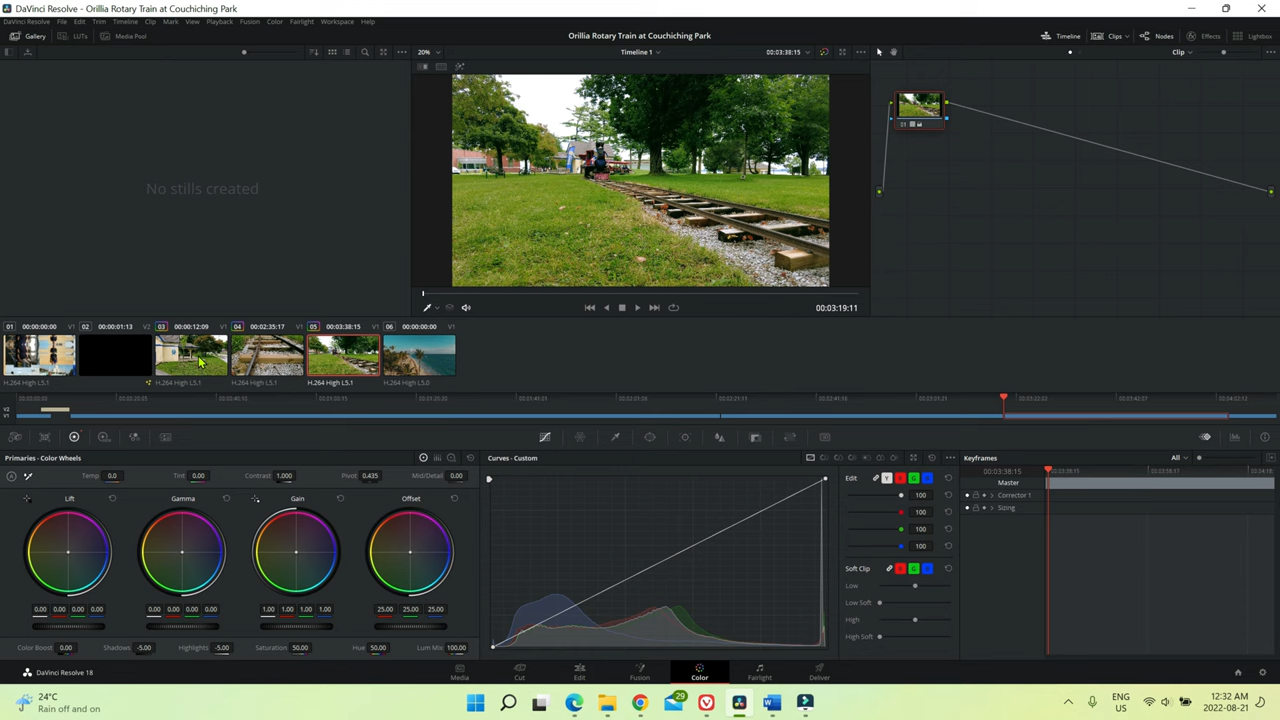 DaVinci Resolve - Orillia Rotary Train at Couchiching Park
DaVinci Resolve File Edit Trim Timeline Clip Mark View Playback Fusion Color Fairlight Workspace Help
Gallery LUTs Media Pool Orillia Rotary Train at Couchiching Park Timeline Clips Nodes Effects Lightbox
20% Timeline 1 00:03:38:15 Clip
No stills created
01
00:03:19:11
01 00:00:00:00 V1 02 00:00:01:13 V2 03 00:00:12:09 V1 04 00:02:35:17 V1 05 00:03:38:15 V1 06 00:00:00:00 V1
H.264 High L5.1 H.264 High L5.1 H.264 High L5.1 H.264 High L5.1 H.264 High L5.0
V2
V1
Primaries - Color Wheels Curves - Custom Keyframes All
Temp 0.0 Tint 0.00 Contrast 1.000 Pivot 0.435 Mid/Detail 0.00
Lift Gamma Gain Offset
0.00 0.00 0.00 0.00 0.00 0.00 0.00 0.00 1.00 1.00 1.00 1.00 25.00 25.00 25.00
Color Boost 0.00 Shadows -5.00 Highlights -5.00 Saturation 50.00 Hue 50.00 Lum Mix 100.00
Edit Y R G B
100
100
100
100
Soft Clip R G B
Low
Low Soft
High
High Soft
00:03:38:15
Master
Corrector 1
Sizing
DaVinci Resolve 18 Media Cut Edit Fusion Color Fairlight Deliver
24°C
Rain off and on
29
ENG
US
12:32 AM
2022-08-21